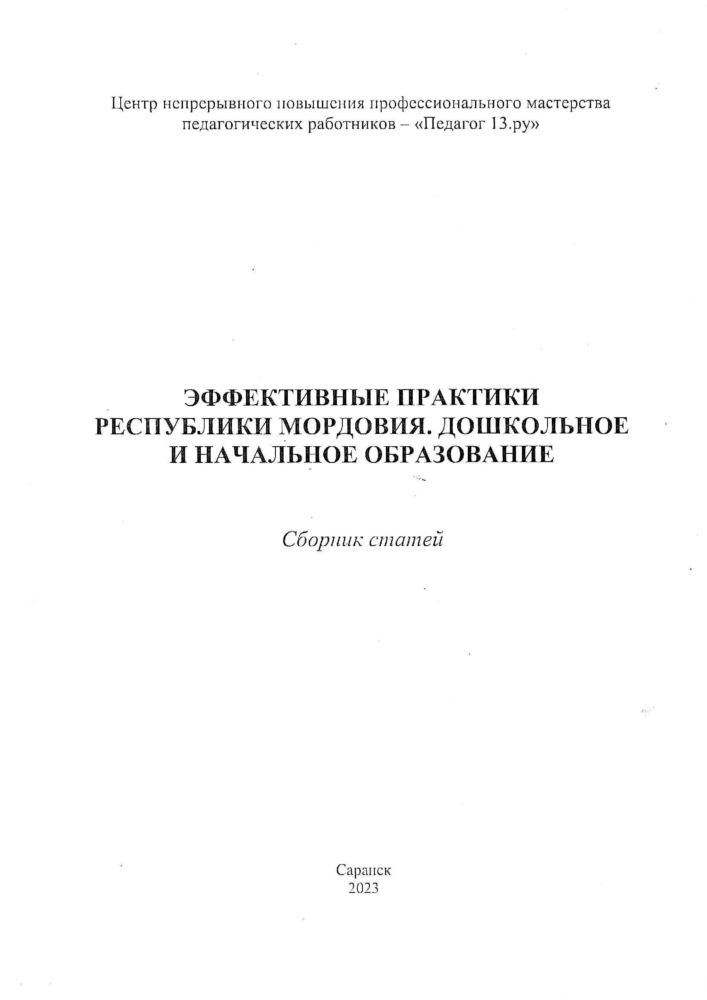 Центр непрерывного повышения профессионального мастерства
педагогических работников – «Педагог 13.ру»
ЭФФЕКТИВНЫЕ ПРАКТИКИ
РЕСПУБЛИКИ МОРДОВИЯ. ДОШКОЛЬНОЕ
И НАЧАЛЬНОЕ ОБРАЗОВАНИЕ
Сборник статей
Саранск
2023